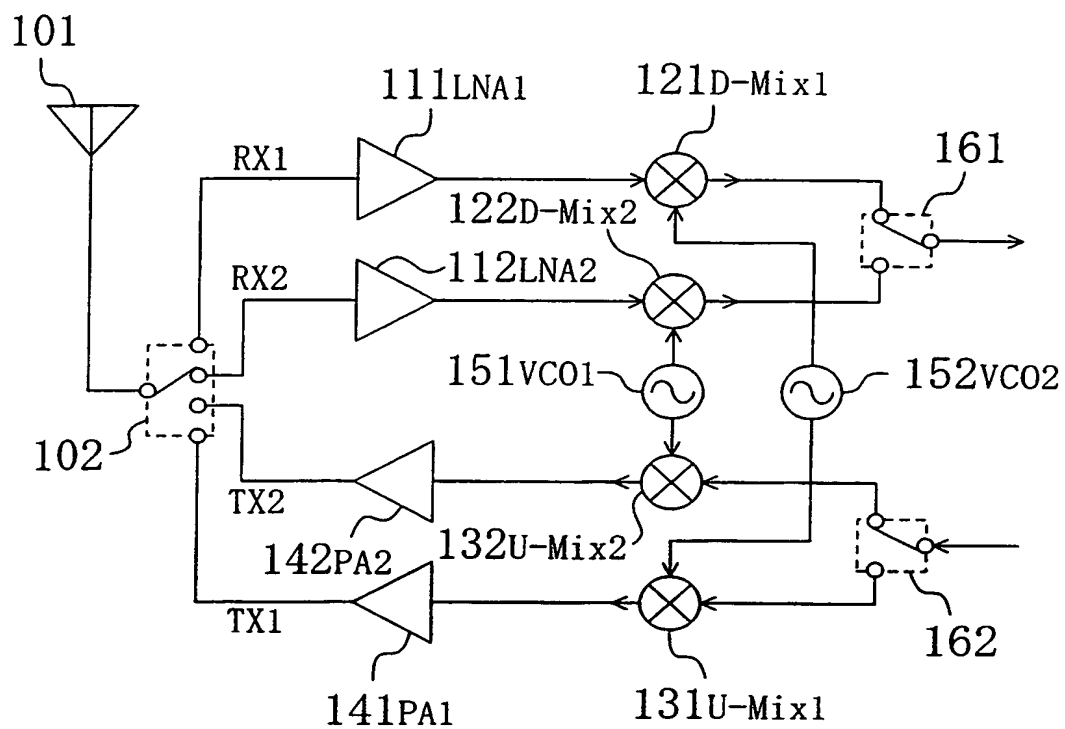 101
111LNA1
121D-Mix1
161
RX1
122D-Mix2
RX2
112LNA2
151VCO1
152VCO2
102
TX2
142PA2
132U-Mix2
TX1
162
141PA1
131U-Mix1